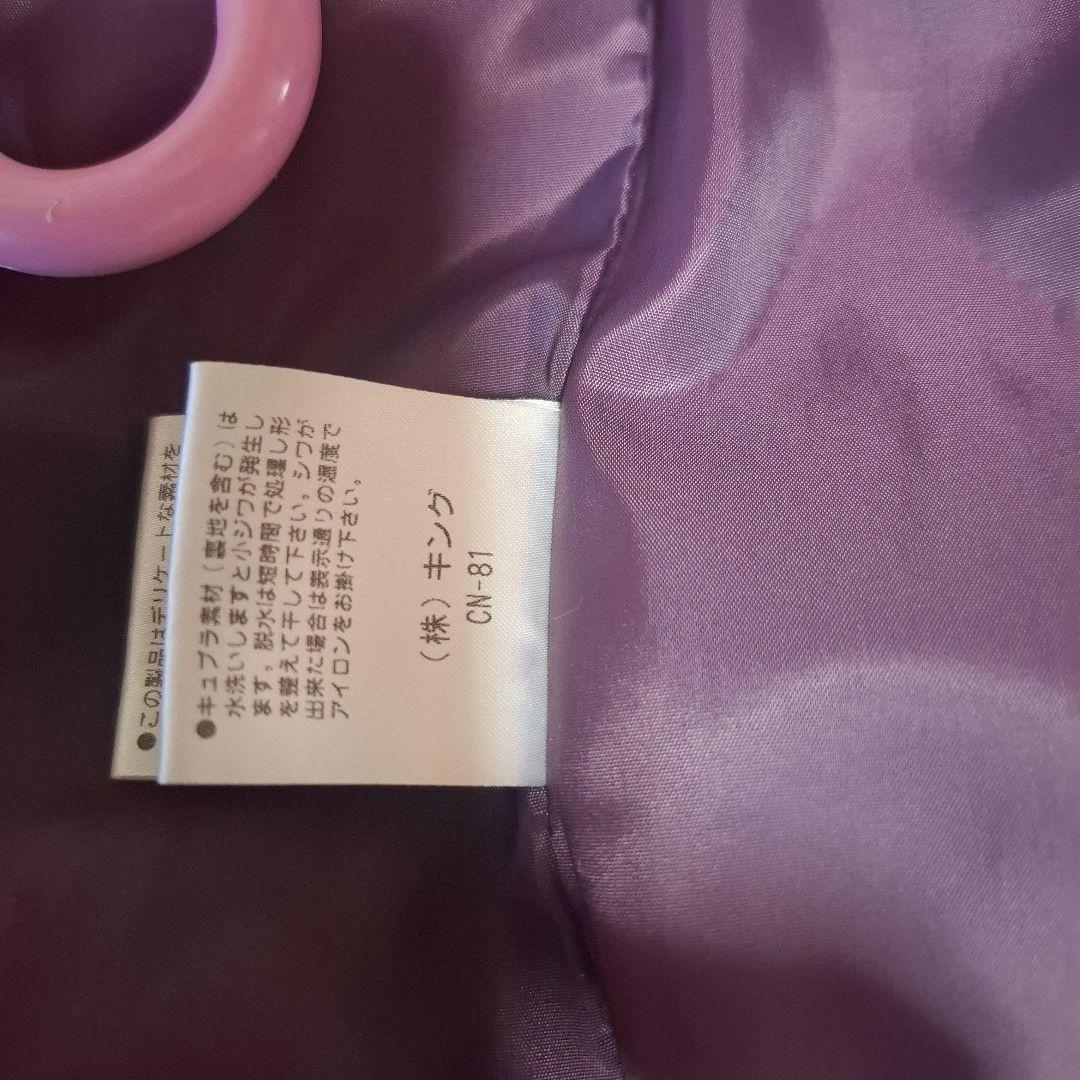 ●この製品はデリケートな素材を
●キュプラ素材(裏地を含む)は
水洗いしますと小ジワが発生し
ます。脱水は短時間で処理し形
を整えて干して下さい。シワが
出来た場合は表示通りの温度で
アイロンをお掛け下さい。
(株)キング
CN-81